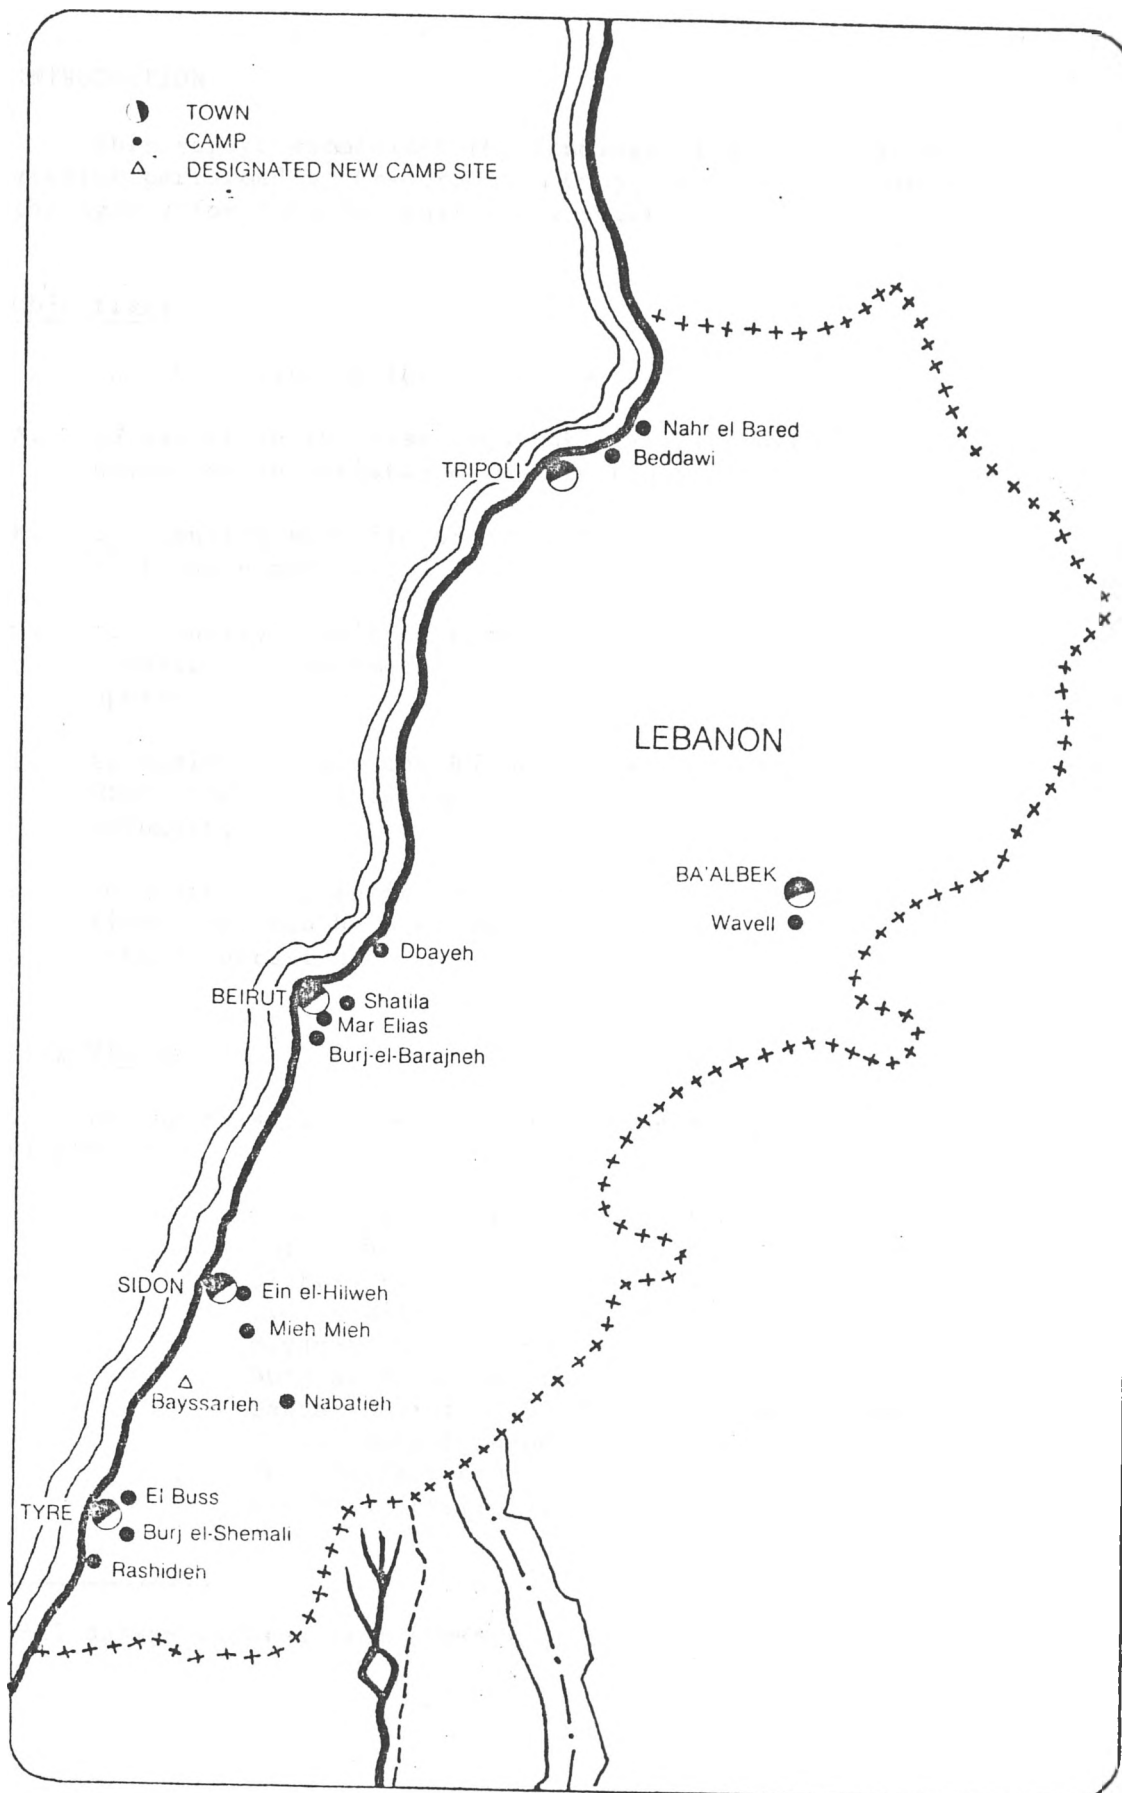 TOWN
CAMP
DESIGNATED NEW CAMP SITE
Nahr el Bared
Beddawi
TRIPOLI
LEBANON
BA'ALBEK
Wavell
Dbayeh
BEIRUT
Shatila
Mar Elias
Burj-el-Barajneh
SIDON
Ein el-Hilweh
Mieh Mieh
Bayssarieh
Nabatieh
El Buss
TYRE
Burj el-Shemali
Rashidieh